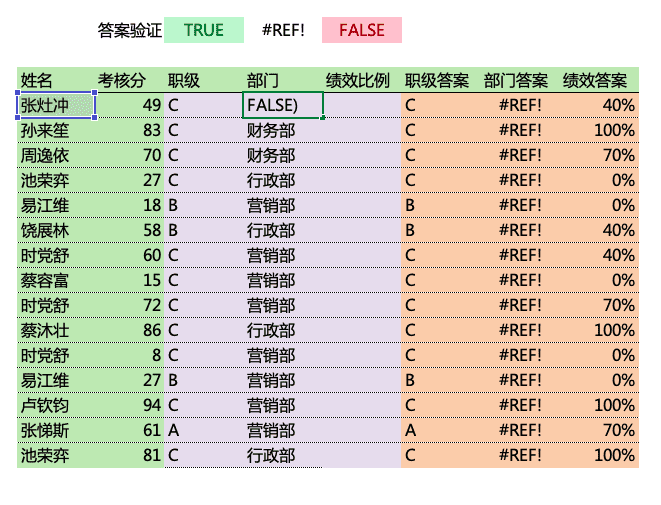 答案验证 TRUE #REF! FALSE
姓名 考核分 职级 部门 绩效比例 职级答案 部门答案 绩效答案
张灶冲 49 C FALSE) C #REF! 40%
孙来笙 83 C 财务部 C #REF! 100%
周逸依 70 C 财务部 C #REF! 70%
池荣弈 27 C 行政部 C #REF! 0%
易江维 18 B 营销部 B #REF! 0%
饶展林 58 B 行政部 B #REF! 40%
时党舒 60 C 营销部 C #REF! 40%
蔡容富 15 C 营销部 C #REF! 0%
时党舒 72 C 营销部 C #REF! 70%
蔡沐壮 86 C 行政部 C #REF! 100%
时党舒 8 C 营销部 C #REF! 0%
易江维 27 B 营销部 B #REF! 0%
卢钦钧 94 C 营销部 C #REF! 100%
张悌斯 61 A 营销部 A #REF! 70%
池荣弈 81 C 行政部 C #REF! 100%